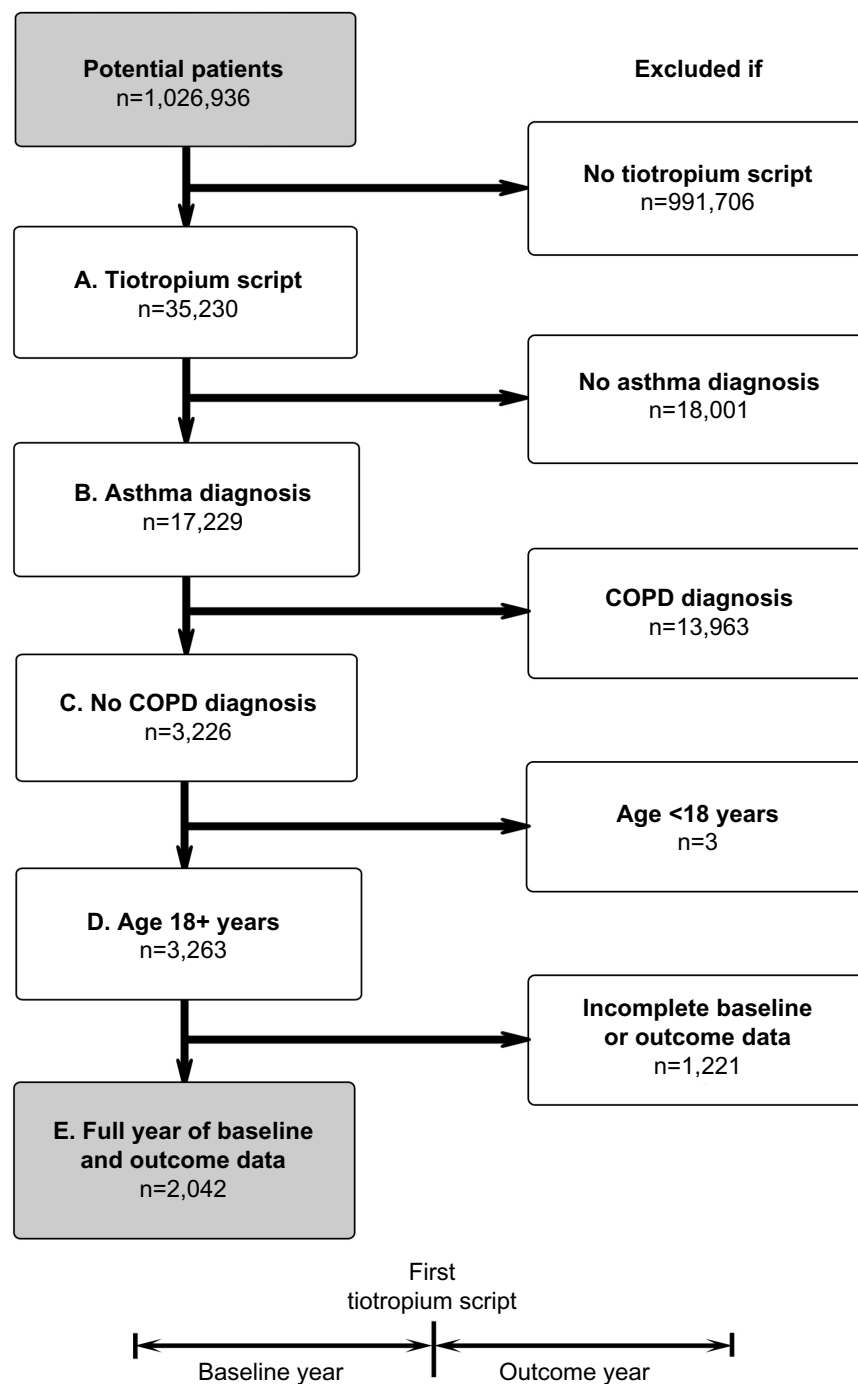 Potential patients
n=1,026,936
Excluded if
No tiotropium script
n=991,706
A. Tiotropium script
n=35,230
No asthma diagnosis
n=18,001
B. Asthma diagnosis
n=17,229
COPD diagnosis
n=13,963
C. No COPD diagnosis
n=3,226
Age <18 years
n=3
D. Age 18+ years
n=3,263
Incomplete baseline
or outcome data
n=1,221
E. Full year of baseline
and outcome data
n=2,042
First
tiotropium script
Baseline year
Outcome year